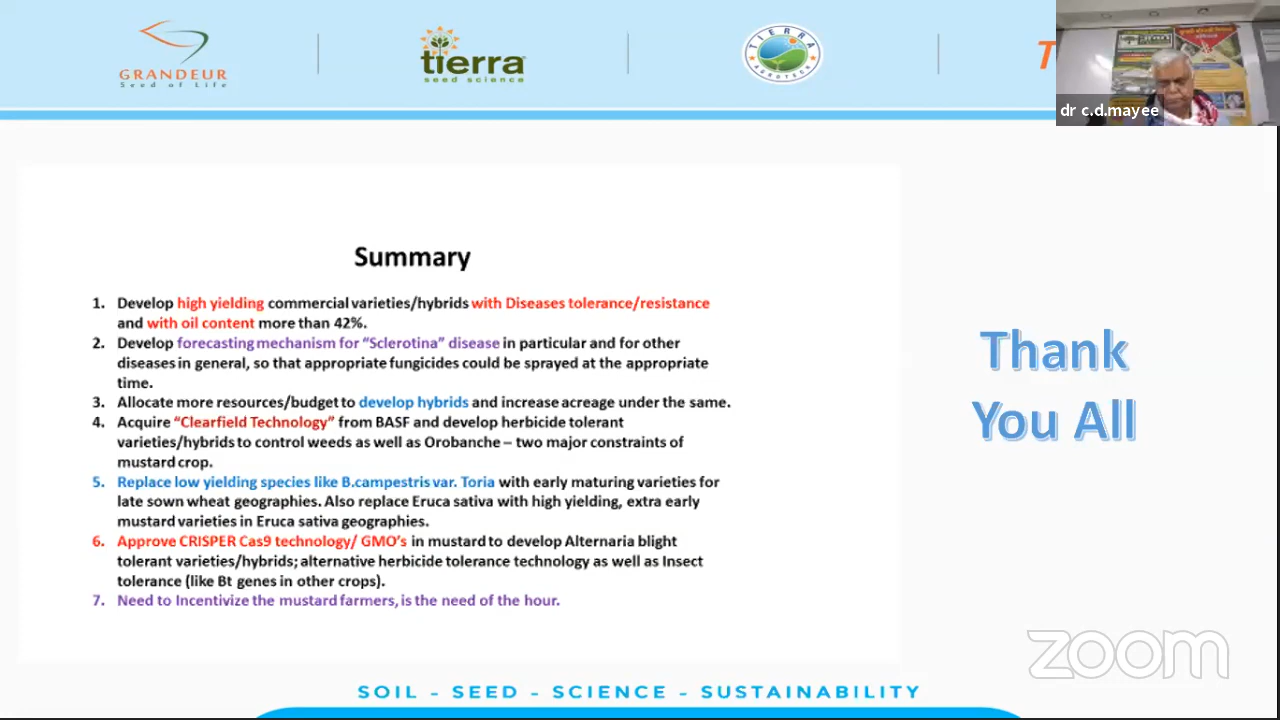 GRANDEUR
Seed of Life
tierra
seed science
TIERRA
AGROTECH
T
dr c.d.mayee
Summary
1. Develop high yielding commercial varieties/hybrids with Diseases tolerance/resistance
and with oil content more than 42%.
2. Develop forecasting mechanism for “Sclerotina” disease in particular and for other
diseases in general, so that appropriate fungicides could be sprayed at the appropriate
time.
3. Allocate more resources/budget to develop hybrids and increase acreage under the same.
4. Acquire “Clearfield Technology” from BASF and develop herbicide tolerant
varieties/hybrids to control weeds as well as Orobanche – two major constraints of
mustard crop.
5. Replace low yielding species like B.campestris var. Toria with early maturing varieties for
late sown wheat geographies. Also replace Eruca sativa with high yielding, extra early
mustard varieties in Eruca sativa geographies.
6. Approve CRISPER Cas9 technology/ GMO’s in mustard to develop Alternaria blight
tolerant varieties/hybrids; alternative herbicide tolerance technology as well as Insect
tolerance (like Bt genes in other crops).
7. Need to Incentivize the mustard farmers, is the need of the hour.
Thank
You All
zoom
SOIL - SEED - SCIENCE - SUSTAINABILITY